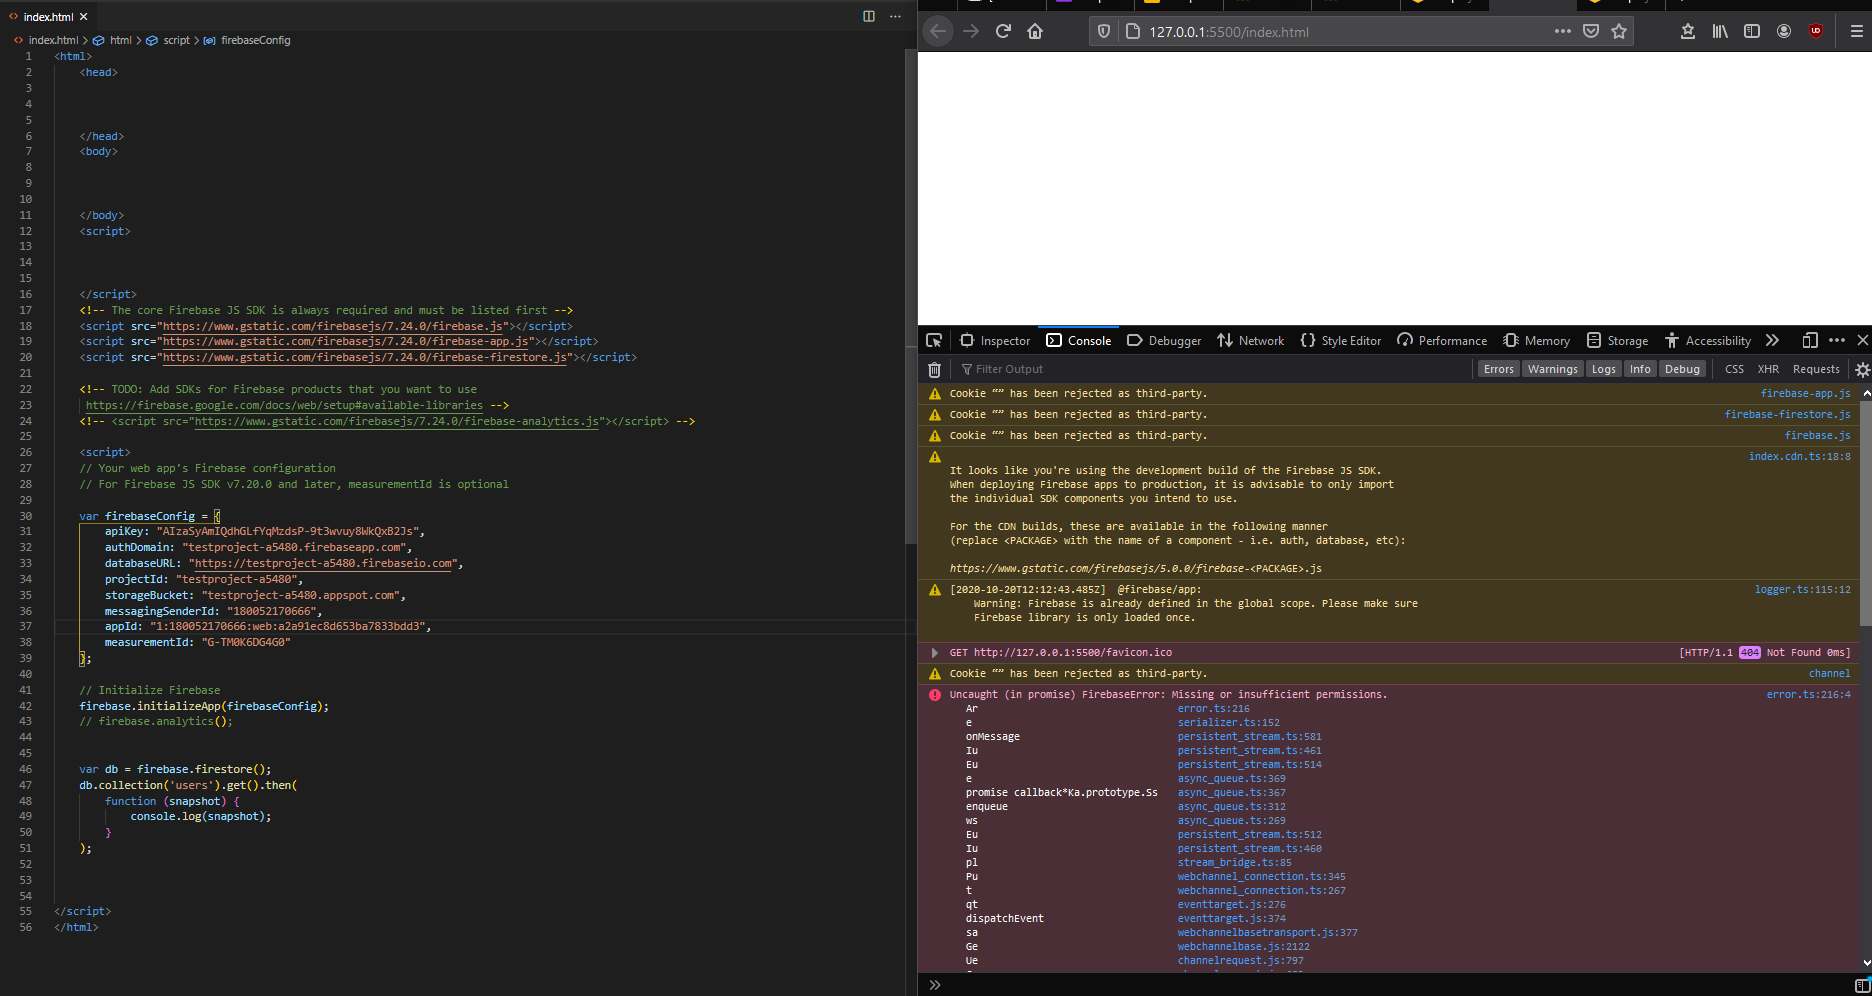 index.html
index.html > html > script > firebaseConfig
1 <html>
2 <head>
3
4
5
6 </head>
7 <body>
8
9
10
11 </body>
12 <script>
13
14
15
16 </script>
17 <!-- The core Firebase JS SDK is always required and must be listed first -->
18 <script src="https://www.gstatic.com/firebasejs/7.24.0/firebase.js"></script>
19 <script src="https://www.gstatic.com/firebasejs/7.24.0/firebase-app.js"></script>
20 <script src="https://www.gstatic.com/firebasejs/7.24.0/firebase-firestore.js"></script>
21
22 <!-- TODO: Add SDKs for Firebase products that you want to use
23 https://firebase.google.com/docs/web/setup#available-libraries -->
24 <!-- <script src="https://www.gstatic.com/firebasejs/7.24.0/firebase-analytics.js"></script> -->
25
26 <script>
27 // Your web app's Firebase configuration
28 // For Firebase JS SDK v7.20.0 and later, measurementId is optional
29
30 var firebaseConfig = {
31 apiKey: "AIzaSyAmIQdhGLfYqMzdsP-9t3wvuy8WkQxB2Js",
32 authDomain: "testproject-a5480.firebaseapp.com",
33 databaseURL: "https://testproject-a5480.firebaseio.com",
34 projectId: "testproject-a5480",
35 storageBucket: "testproject-a5480.appspot.com",
36 messagingSenderId: "180052170666",
37 appId: "1:180052170666:web:a2a91ec8d653ba7833bdd3",
38 measurementId: "G-TM0K6DG4G0"
39 };
40
41 // Initialize Firebase
42 firebase.initializeApp(firebaseConfig);
43 // firebase.analytics();
44
45
46 var db = firebase.firestore();
47 db.collection('users').get().then(
48 function (snapshot) {
49 console.log(snapshot);
50 }
51 );
52
53
54
55 </script>
56 </html>
127.0.0.1:5500/index.html
Inspector Console Debugger Network Style Editor Performance Memory Storage Accessibility
Filter Output Errors Warnings Logs Info Debug CSS XHR Requests
Cookie “” has been rejected as third-party. firebase-app.js
Cookie “” has been rejected as third-party. firebase-firestore.js
Cookie “” has been rejected as third-party. firebase.js
index.cdn.ts:18:8
It looks like you're using the development build of the Firebase JS SDK.
When deploying Firebase apps to production, it is advisable to only import
the individual SDK components you intend to use.
For the CDN builds, these are available in the following manner
(replace <PACKAGE> with the name of a component - i.e. auth, database, etc):
https://www.gstatic.com/firebasejs/5.0.0/firebase-<PACKAGE>.js
[2020-10-20T12:12:43.485Z] @firebase/app: logger.ts:115:12
Warning: Firebase is already defined in the global scope. Please make sure
Firebase library is only loaded once.
GET http://127.0.0.1:5500/favicon.ico [HTTP/1.1 404 Not Found 0ms]
Cookie “” has been rejected as third-party. channel
Uncaught (in promise) FirebaseError: Missing or insufficient permissions. error.ts:216:4
Ar error.ts:216
e serializer.ts:152
onMessage persistent_stream.ts:581
Iu persistent_stream.ts:461
Eu persistent_stream.ts:514
e async_queue.ts:369
promise callback*Ka.prototype.Ss async_queue.ts:367
enqueue async_queue.ts:312
ws async_queue.ts:269
Eu persistent_stream.ts:512
Iu persistent_stream.ts:460
pl stream_bridge.ts:85
Pu webchannel_connection.ts:345
t webchannel_connection.ts:267
qt eventtarget.js:276
dispatchEvent eventtarget.js:374
sa webchannelbasetransport.js:377
Ge webchannelbase.js:2122
Ue channelrequest.js:797